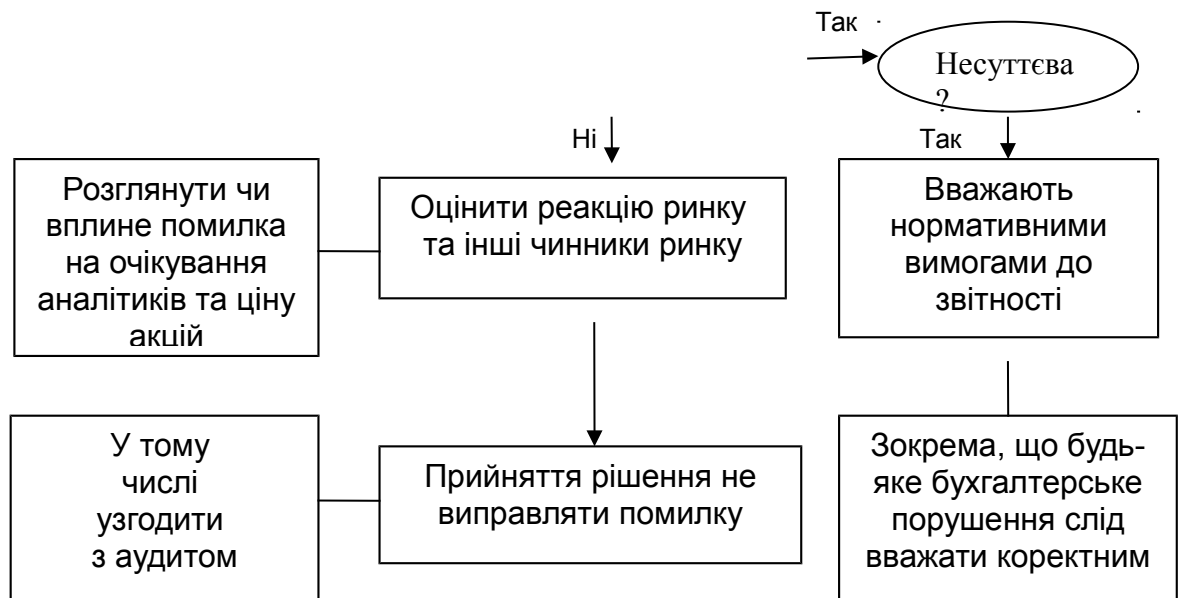 Так
Несуттєва
?
Ні
Так
Розглянути чи
вплине помилка
на очікування
аналітиків та ціну
акцій
Оцінити реакцію ринку
та інші чинники ринку
Вважають
нормативними
вимогами до
звітності
У тому
числі
узгодити
з аудитом
Прийняття рішення не
виправляти помилку
Зокрема, що будь-
яке бухгалтерське
порушення слід
вважати коректним